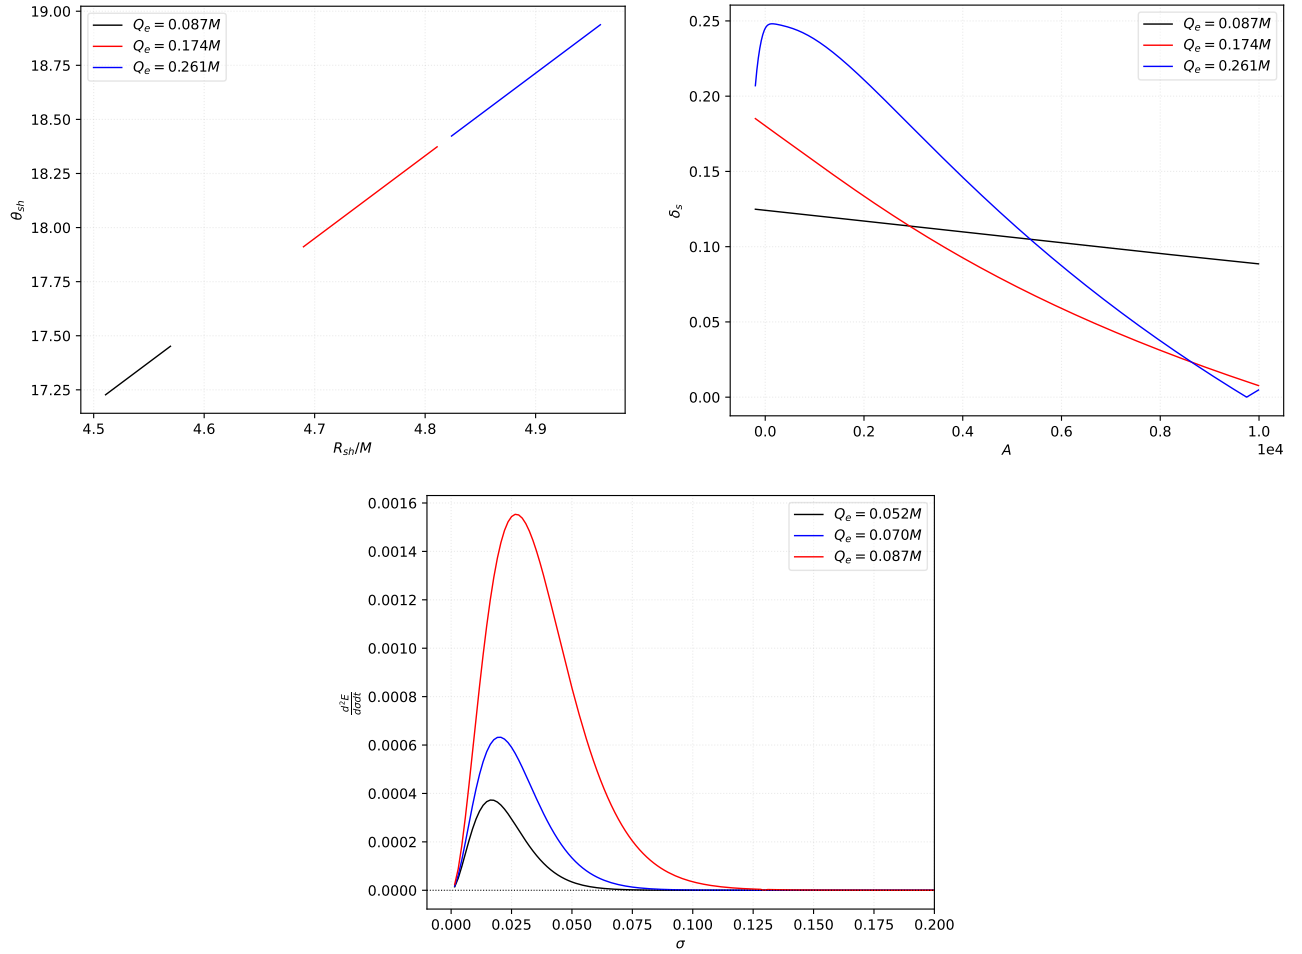 19.00
18.75
18.50
18.25
18.00
17.75
17.50
17.25
θ_sh
4.5 4.6 4.7 4.8 4.9
R_sh/M
Q_e = 0.087M
Q_e = 0.174M
Q_e = 0.261M
0.25
0.20
0.15
0.10
0.05
0.00
δ_s
0.0 0.2 0.4 0.6 0.8 1.0
1e4
A
Q_e = 0.087M
Q_e = 0.174M
Q_e = 0.261M
0.0016
0.0014
0.0012
0.0010
0.0008
0.0006
0.0004
0.0002
0.0000
d²E
dσdt
0.000 0.025 0.050 0.075 0.100 0.125 0.150 0.175 0.200
σ
Q_e = 0.052M
Q_e = 0.070M
Q_e = 0.087M